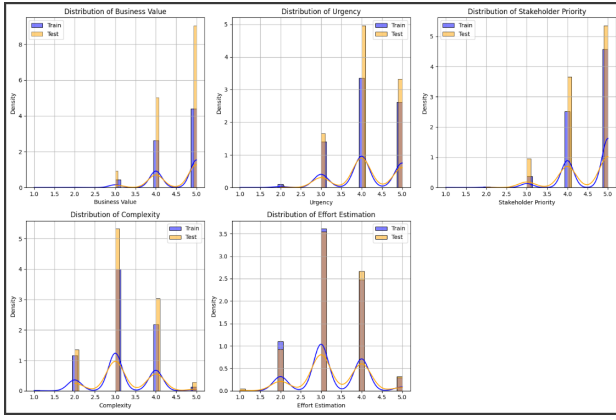 Distribution of Business Value
Train
Test
Density
8
6
4
2
0
1.0 1.5 2.0 2.5 3.0 3.5 4.0 4.5 5.0
Business Value
Distribution of Urgency
Train
Test
Density
5
4
3
2
1
0
1.0 1.5 2.0 2.5 3.0 3.5 4.0 4.5 5.0
Urgency
Distribution of Stakeholder Priority
Train
Test
Density
5
4
3
2
1
0
1.0 1.5 2.0 2.5 3.0 3.5 4.0 4.5 5.0
Stakeholder Priority
Distribution of Complexity
Train
Test
Density
5
4
3
2
1
0
1.0 1.5 2.0 2.5 3.0 3.5 4.0 4.5 5.0
Complexity
Distribution of Effort Estimation
Train
Test
Density
3.5
3.0
2.5
2.0
1.5
1.0
0.5
0.0
1.0 1.5 2.0 2.5 3.0 3.5 4.0 4.5 5.0
Effort Estimation